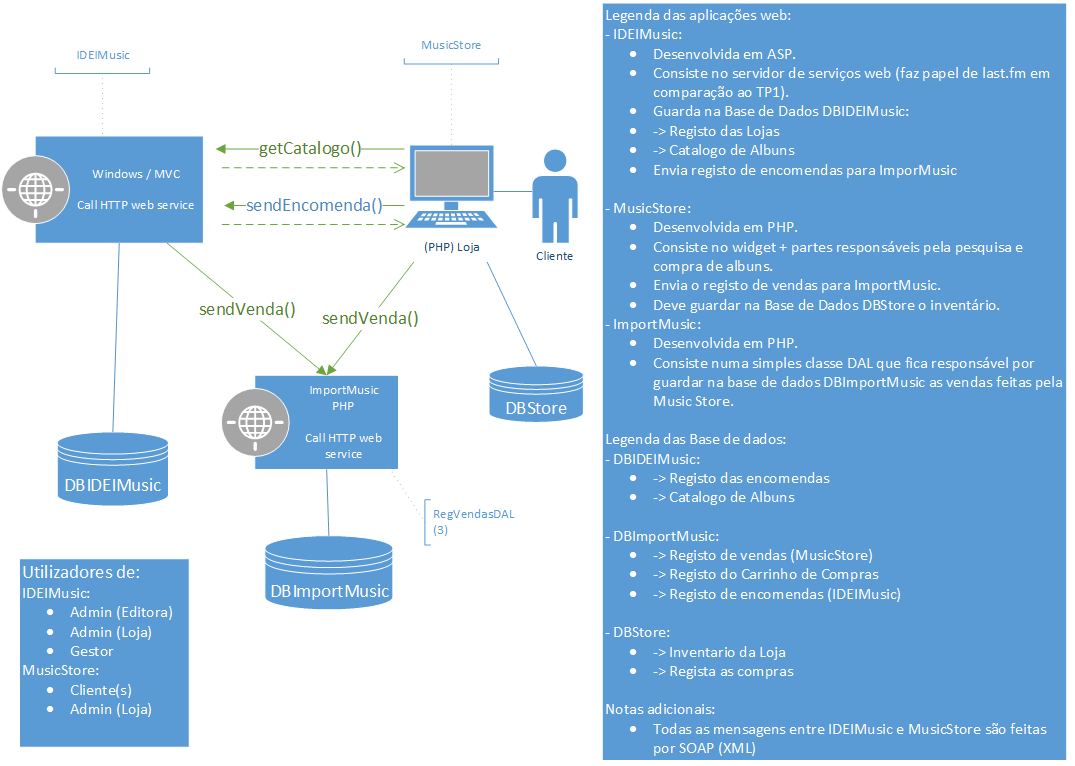 IDEIMusic
MusicStore
Windows / MVC
Call HTTP web service
getCatalogo()
sendEncomenda()
(PHP) Loja
Cliente
sendVenda()
sendVenda()
ImportMusic
PHP
Call HTTP web
service
DBStore
DBIDEIMusic
RegVendasDAL
(3)
DBImportMusic
Utilizadores de:
IDEIMusic:
• Admin (Editora)
• Admin (Loja)
• Gestor
MusicStore:
• Cliente(s)
• Admin (Loja)
Legenda das aplicações web:
- IDEIMusic:
• Desenvolvida em ASP.
• Consiste no servidor de serviços web (faz papel de last.fm em
comparação ao TP1).
• Guarda na Base de Dados DBIDEIMusic:
• -> Registo das Lojas
• -> Catalogo de Albuns
• Envia registo de encomendas para ImporMusic
- MusicStore:
• Desenvolvida em PHP.
• Consiste no widget + partes responsáveis pela pesquisa e
compra de albuns.
• Envia o registo de vendas para ImportMusic.
• Deve guardar na Base de Dados DBStore o inventário.
- ImportMusic:
• Desenvolvida em PHP.
• Consiste numa simples classe DAL que fica responsável por
guardar na base de dados DBImportMusic as vendas feitas pela
Music Store.
Legenda das Base de dados:
- DBIDEIMusic:
• -> Registo das encomendas
• -> Catalogo de Albuns
- DBImportMusic:
• -> Registo de vendas (MusicStore)
• -> Registo do Carrinho de Compras
• -> Registo de encomendas (IDEIMusic)
- DBStore:
• -> Inventario da Loja
• -> Regista as compras
Notas adicionais:
• Todas as mensagens entre IDEIMusic e MusicStore são feitas
por SOAP (XML)